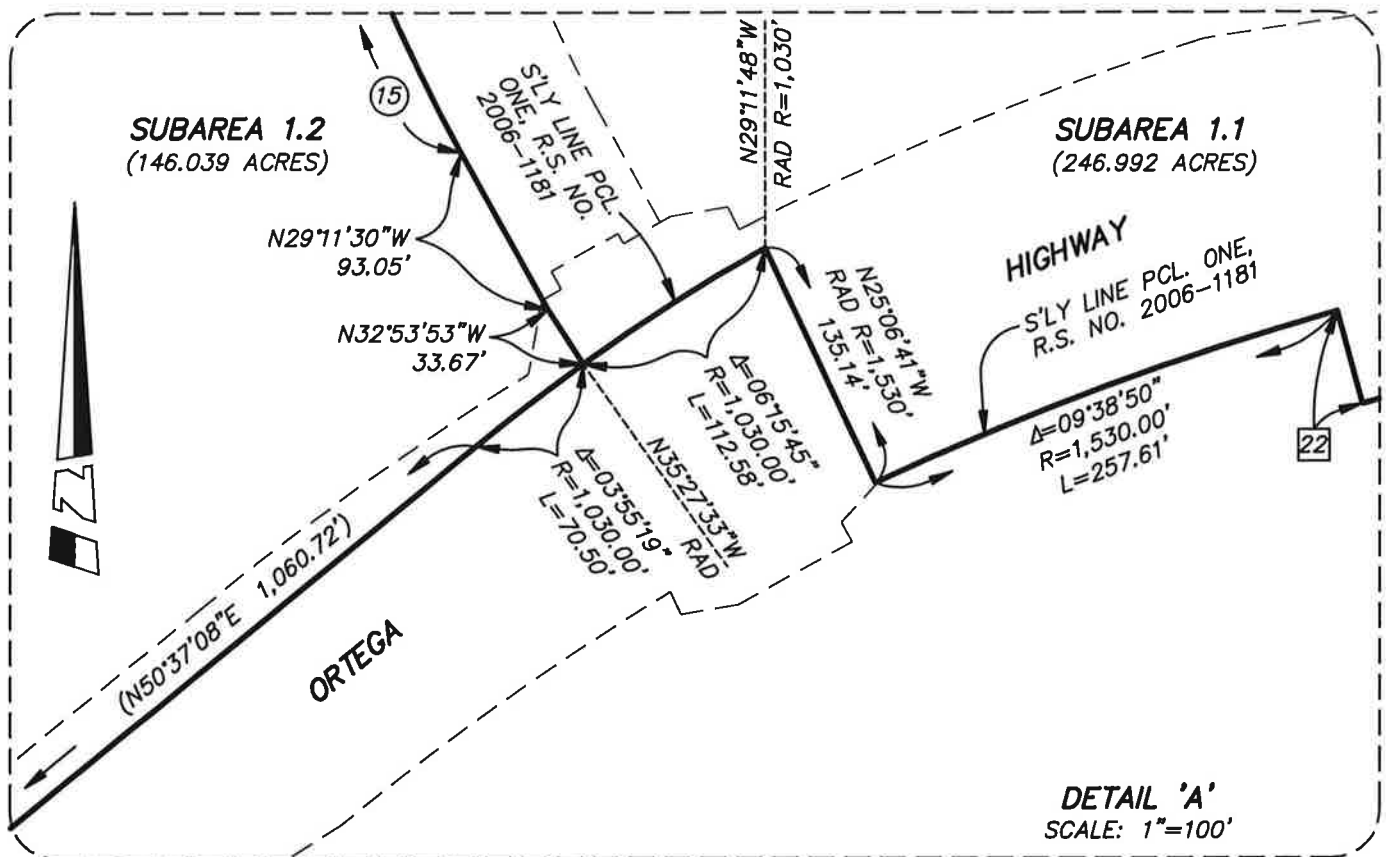 SUBAREA 1.2
(146.039 ACRES)
15
S'LY LINE PCL.
ONE, R.S. NO.
2006-1181
N29°11'48"W
RAD R=1,030'
SUBAREA 1.1
(246.992 ACRES)
N29°11'30"W
93.05'
N32°53'53"W
33.67'
HIGHWAY
S'LY LINE PCL. ONE,
R.S. NO. 2006-1181
N25°06'41"W
RAD R=1,530'
135.14'
Δ=06°15'45"
R=1,030.00'
L=112.58'
Δ=09°38'50"
R=1,530.00'
L=257.61'
22
N35°27'33"W
RAD
Δ=03°55'19"
R=1,030.00'
L=70.50'
N
(N50°37'08"E 1,060.72')
ORTEGA
DETAIL 'A'
SCALE: 1"=100'